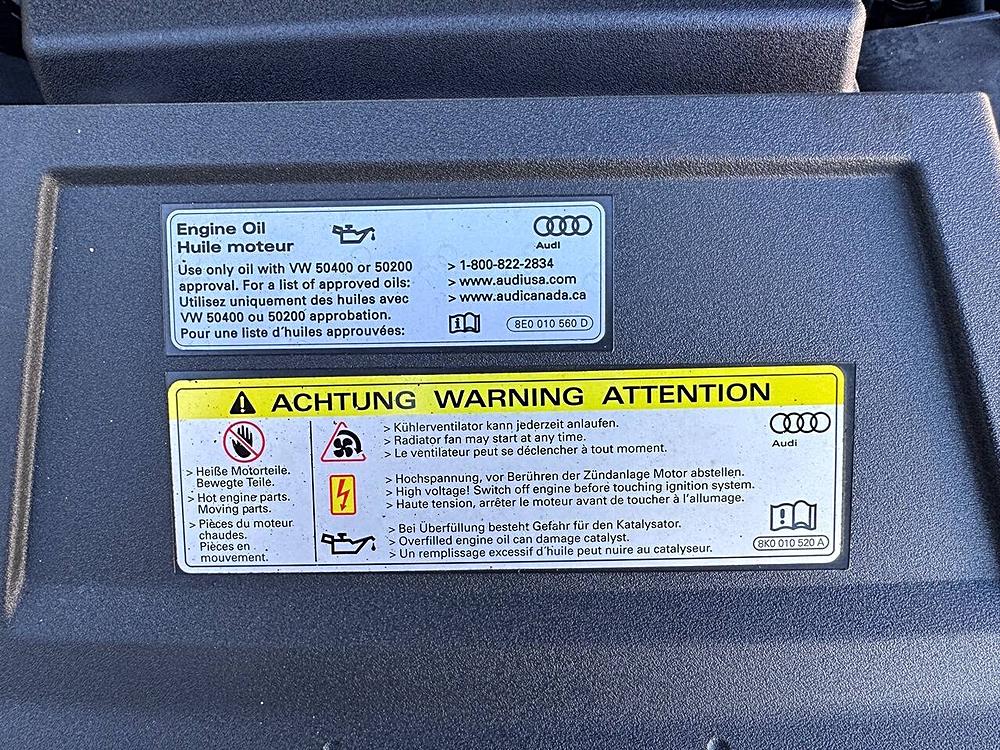 Engine Oil
Huile moteur
Audi
Use only oil with VW 50400 or 50200
approval. For a list of approved oils:
Utilisez uniquement des huiles avec
VW 50400 ou 50200 approbation.
Pour une liste d´huiles approuvées:
> 1-800-822-2834
> www.audiusa.com
> www.audicanada.ca
8E0 010 560 D
ACHTUNG WARNING ATTENTION
> Heiße Motorteile.
Bewegte Teile.
> Hot engine parts.
Moving parts.
> Pièces du moteur
chaudes.
Pièces en
mouvement.
> Kühlerventilator kann jederzeit anlaufen.
> Radiator fan may start at any time.
> Le ventilateur peut se déclencher à tout moment.
> Hochspannung, vor Berühren der Zündanlage Motor abstellen.
> High voltage! Switch off engine before touching ignition system.
> Haute tension, arrêter le moteur avant de toucher à l'allumage.
> Bei Überfüllung besteht Gefahr für den Katalysator.
> Overfilled engine oil can damage catalyst.
> Un remplissage excessif d´huile peut nuire au catalyseur.
Audi
8K0 010 520 A